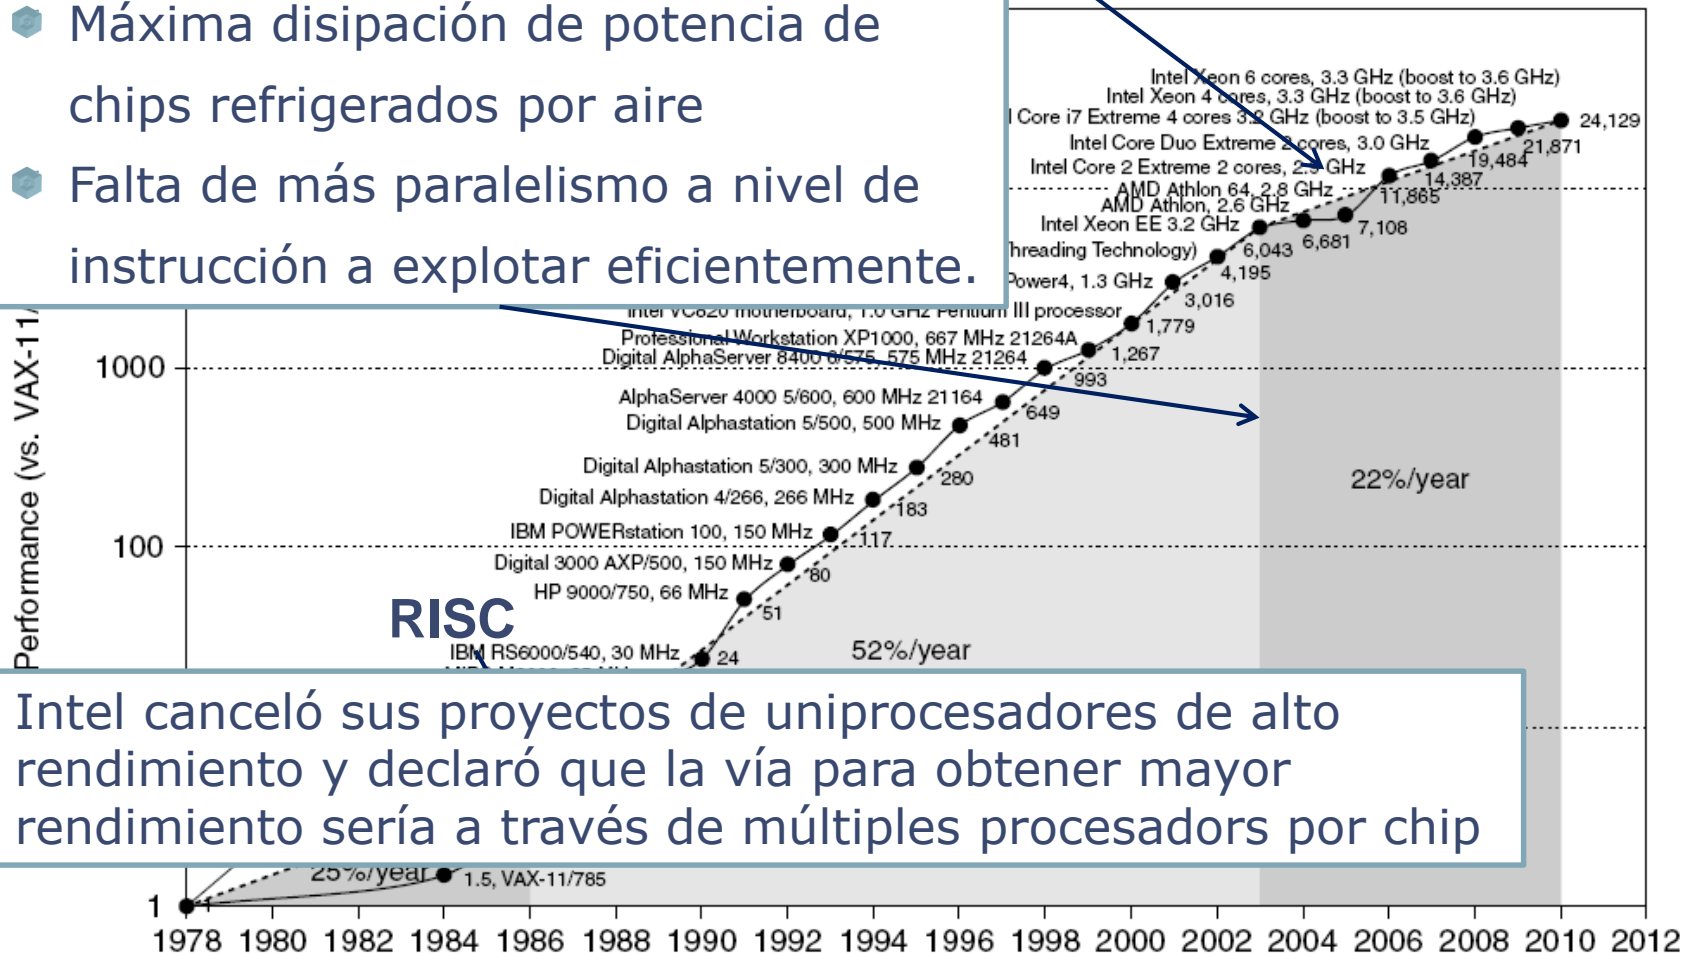 Máxima disipación de potencia de
chips refrigerados por aire
Falta de más paralelismo a nivel de
instrucción a explotar eficientemente.
Intel Xeon 6 cores, 3.3 GHz (boost to 3.6 GHz)
Intel Xeon 4 cores, 3.3 GHz (boost to 3.6 GHz)
Core i7 Extreme 4 cores 3.2 GHz (boost to 3.5 GHz)
24,129
Intel Core Duo Extreme 2 cores, 3.0 GHz
21,871
Intel Core 2 Extreme 2 cores, 2.9 GHz
19,484
14,387
AMD Athlon 64, 2.8 GHz
11,865
AMD Athlon, 2.6 GHz
Intel Xeon EE 3.2 GHz
7,108
6,681
6,043
Threading Technology)
4,195
Power4, 1.3 GHz
3,016
Intel VC820 motherboard, 1.0 GHz Pentium III processor
1,779
Professional Workstation XP1000, 667 MHz 21264A
1,267
Digital AlphaServer 8400 6/575, 575 MHz 21264
993
1000
AlphaServer 4000 5/600, 600 MHz 21164
649
Digital Alphastation 5/500, 500 MHz
481
Digital Alphastation 5/300, 300 MHz
280
22%/year
Digital Alphastation 4/266, 266 MHz
183
IBM POWERstation 100, 150 MHz
117
100
Digital 3000 AXP/500, 150 MHz
80
HP 9000/750, 66 MHz
51
RISC
IBM RS6000/540, 30 MHz
24
52%/year
Performance (vs. VAX-11/
Intel canceló sus proyectos de uniprocesadores de alto
rendimiento y declaró que la vía para obtener mayor
rendimiento sería a través de múltiples procesadors por chip
25%/year
1.5, VAX-11/785
1
1978 1980 1982 1984 1986 1988 1990 1992 1994 1996 1998 2000 2002 2004 2006 2008 2010 2012